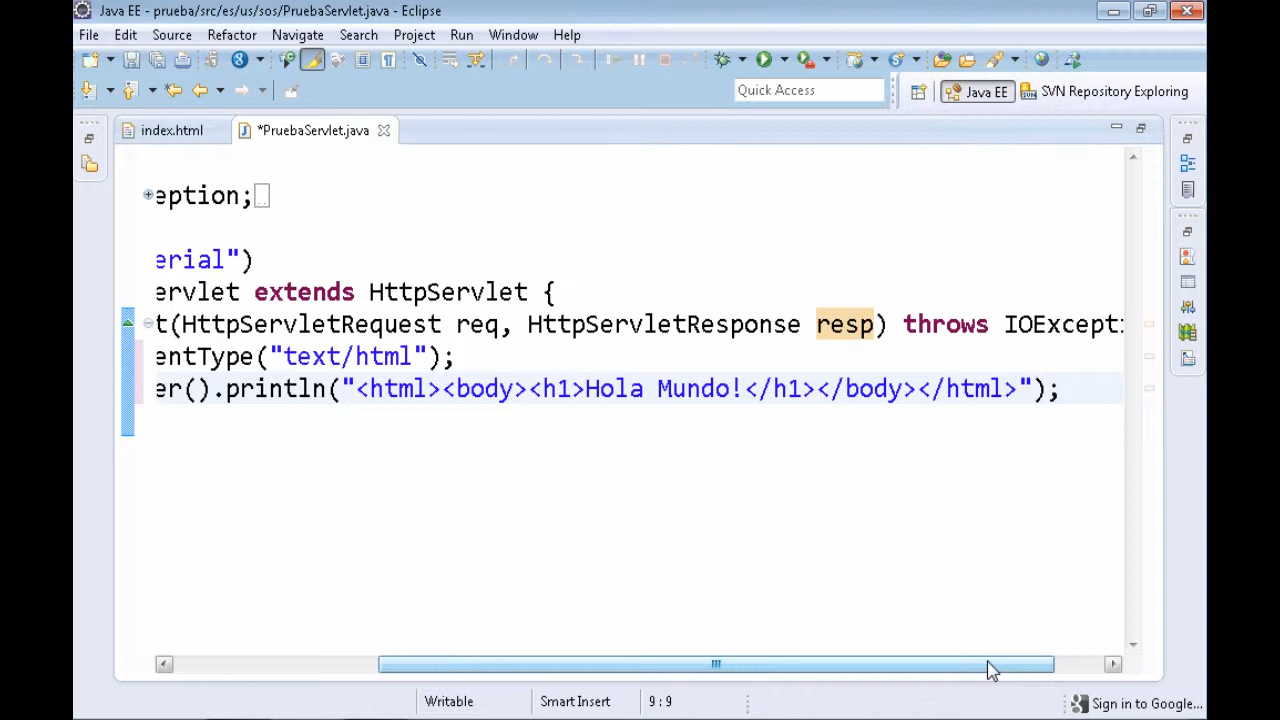 Java EE - prueba/src/es/us/sos/PruebaServlet.java - Eclipse
File Edit Source Refactor Navigate Search Project Run Window Help
Quick Access Java EE SVN Repository Exploring
index.html *PruebaServlet.java
eption;
erial")
ervlet extends HttpServlet {
t(HttpServletRequest req, HttpServletResponse resp) throws IOExcepti
entType("text/html");
er().println("<html><body><h1>Hola Mundo!</h1></body></html>");
Writable Smart Insert 9 : 9 Sign in to Google...